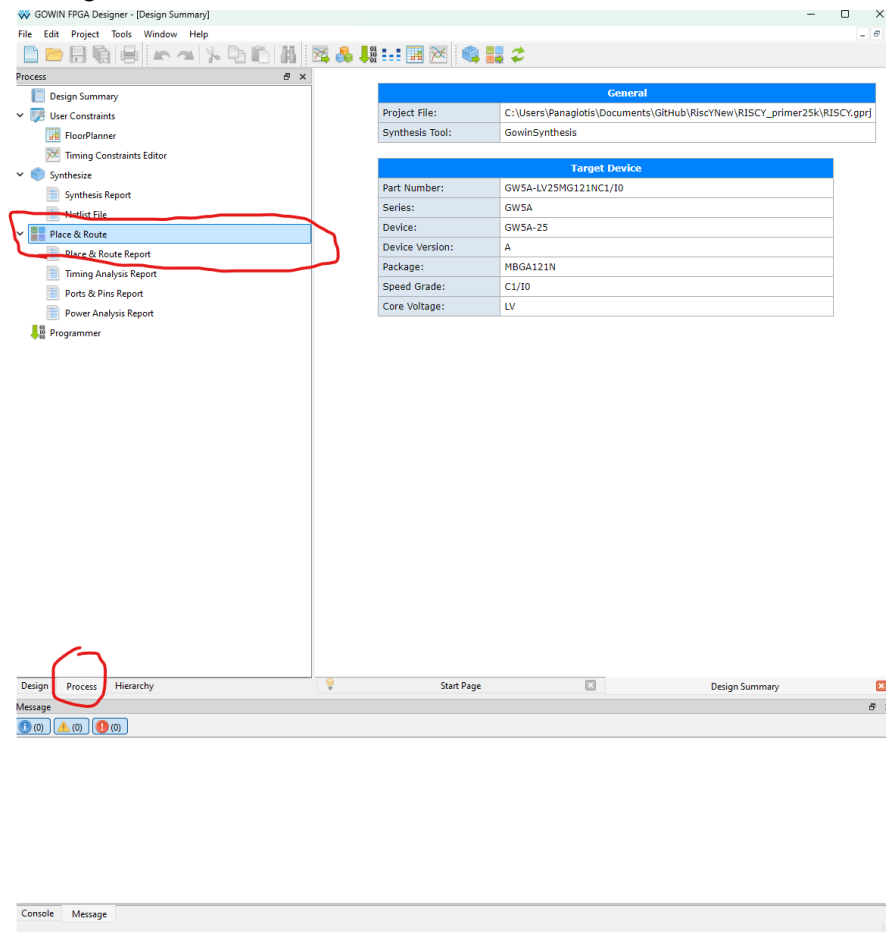 GOWIN FPGA Designer - [Design Summary]
File Edit Project Tools Window Help
Process
Design Summary
User Constraints
FloorPlanner
Timing Constraints Editor
Synthesize
Synthesis Report
Netlist File
Place & Route
Place & Route Report
Timing Analysis Report
Ports & Pins Report
Power Analysis Report
Programmer
General
Project File: C:\Users\Panagiotis\Documents\GitHub\RiscYNew\RISCY_primer25k\RISCY.gprj
Synthesis Tool: GowinSynthesis
Target Device
Part Number: GW5A-LV25MG121NC1/I0
Series: GW5A
Device: GW5A-25
Device Version: A
Package: MBGA121N
Speed Grade: C1/I0
Core Voltage: LV
Design Process Hierarchy
Start Page Design Summary
Message
(0) (0) (0)
Console Message